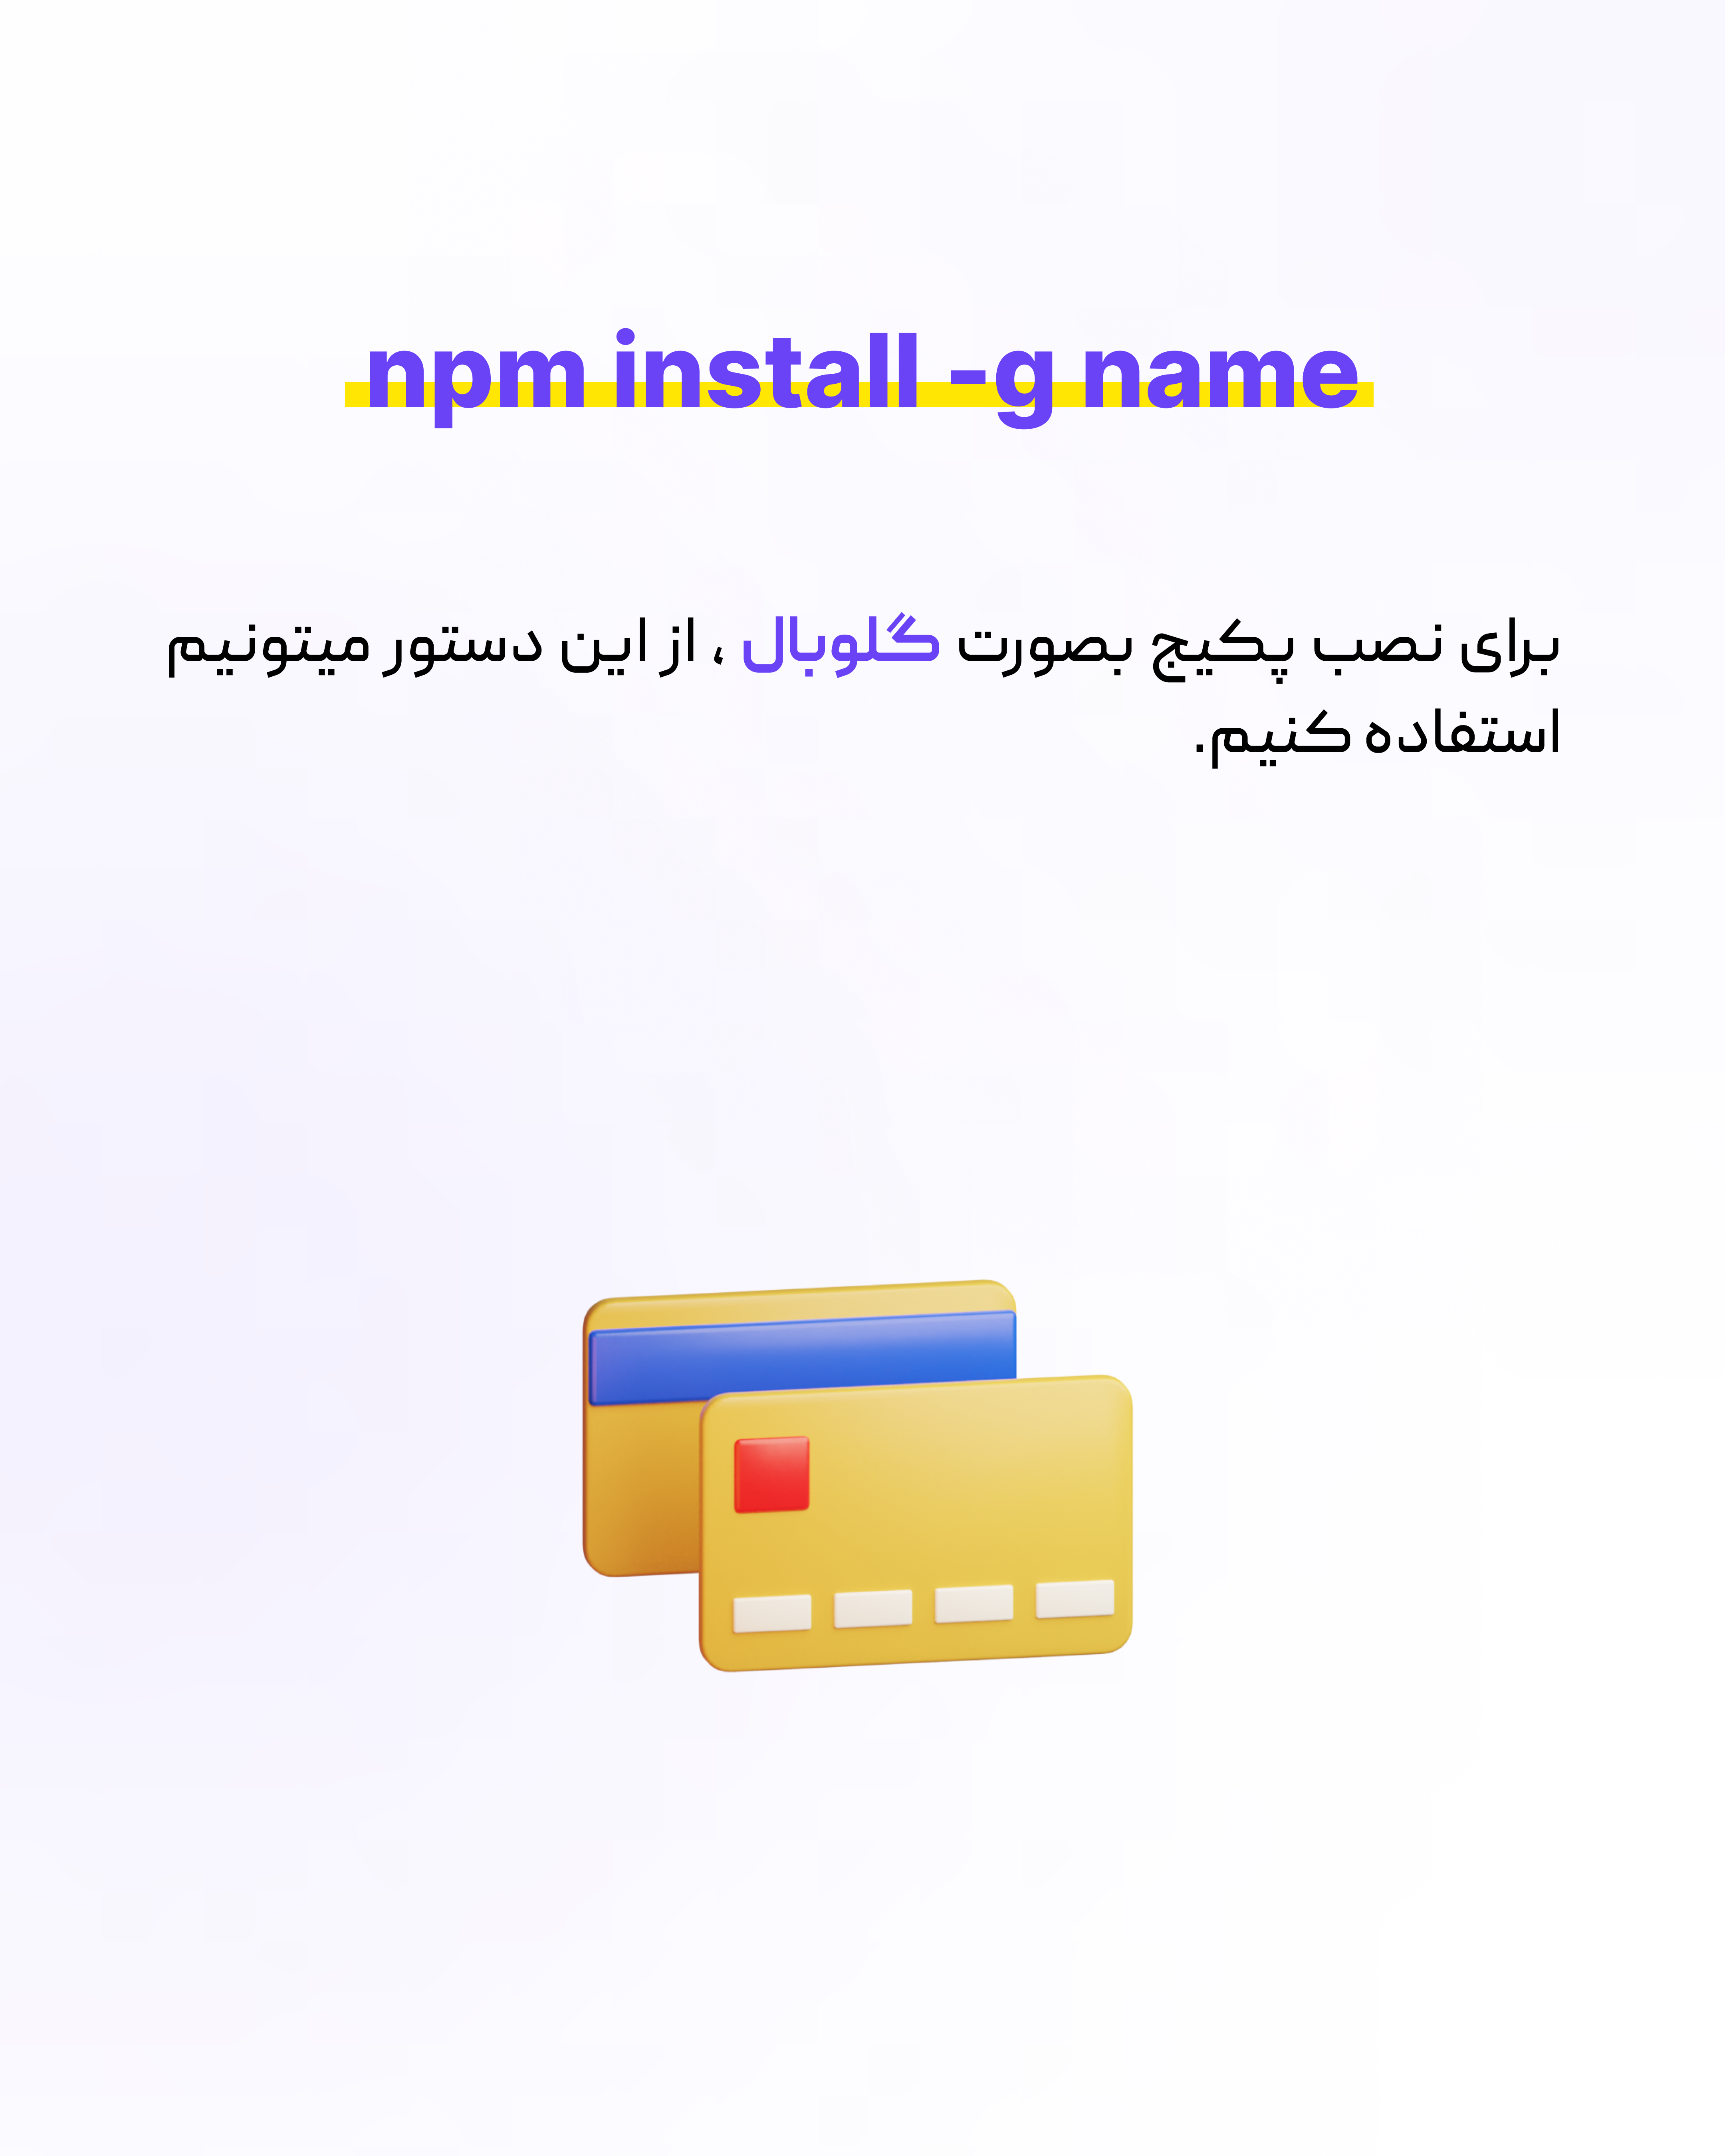 npm install -g name
برای نصب پکیج بصورت گلوبال ، از این دستور میتونیم
استفاده کنیم.